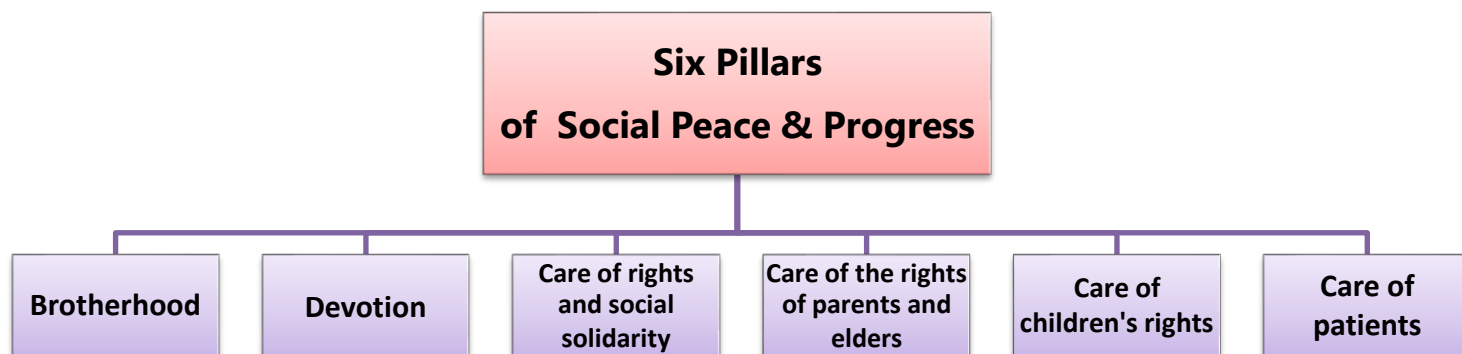 Six Pillars
of Social Peace & Progress
Brotherhood
Devotion
Care of rights
and social
solidarity
Care of the rights
of parents and
elders
Care of
children's rights
Care of
patients